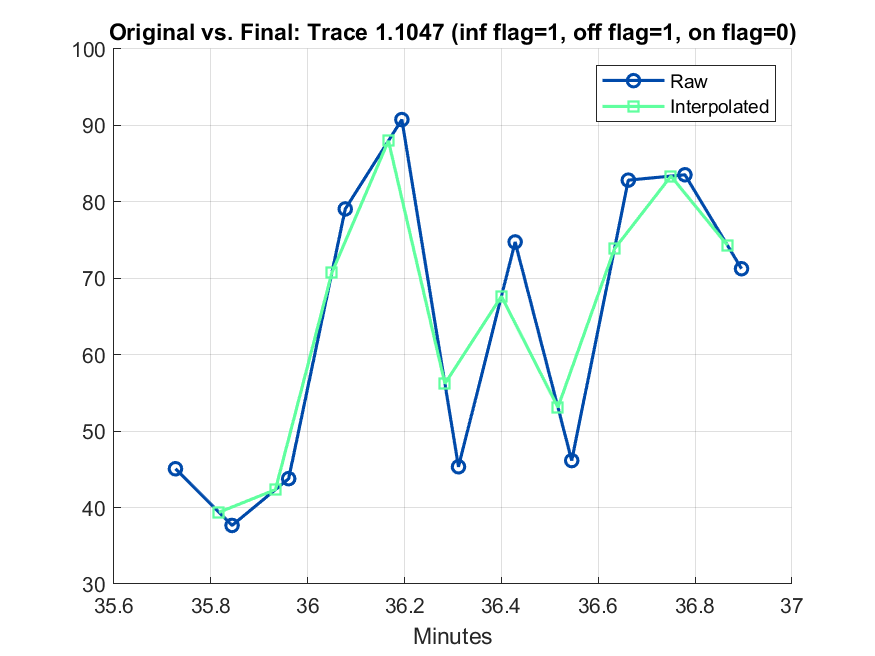 Original vs. Final: Trace 1.1047 (inf flag=1, off flag=1, on flag=0)
Raw
Interpolated
100
90
80
70
60
50
40
30
35.6 35.8 36 36.2 36.4 36.6 36.8 37
Minutes